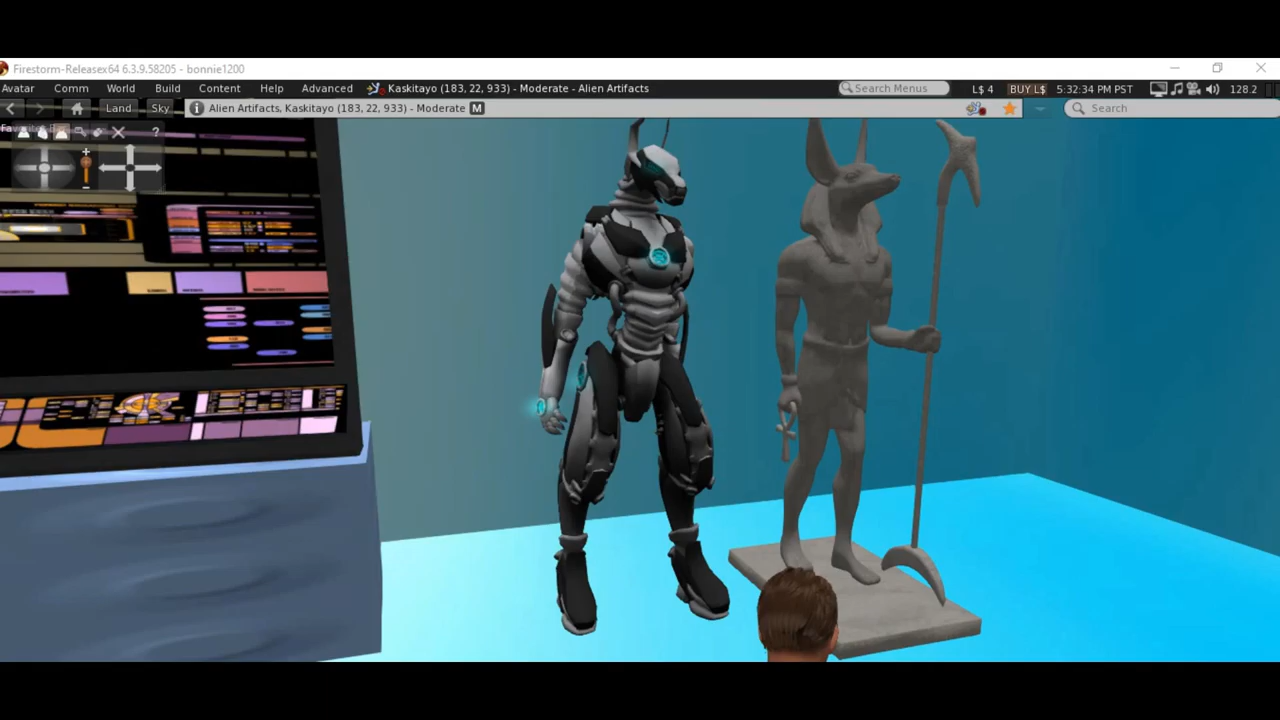 Firestorm-Releasex64 6.3.9.58205 - bonnie1200
Avatar Comm World Build Content Help Advanced Kaskitayo (183, 22, 933) - Moderate - Alien Artifacts Search Menus L$ 4 BUY L$ 5:32:34 PM PST 128.2
Land Sky Alien Artifacts, Kaskitayo (183, 22, 933) - Moderate M Search
?